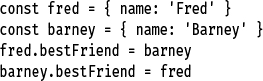 const fred = { name: 'Fred' }
const barney = { name: 'Barney' }
fred.bestFriend = barney
barney.bestFriend = fred